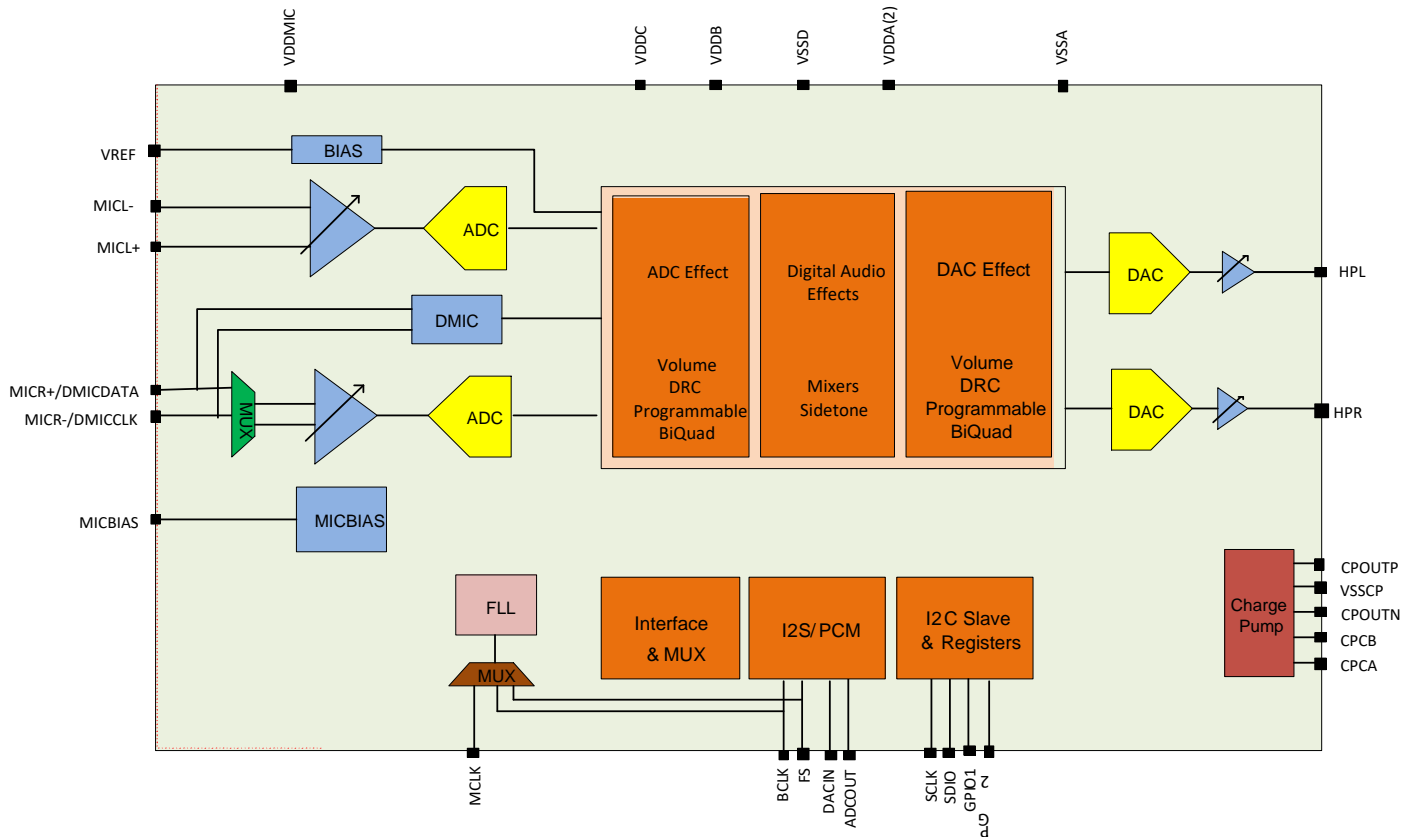 VDDMIC
VDDC
VDDB
VSSD
VDDA(2)
VSSA
VREF
BIAS
MICL-
MICL+
ADC
ADC Effect
Volume
DRC
Programmable
BiQuad
Digital Audio
Effects
Mixers
Sidetone
DAC Effect
Volume
DRC
Programmable
BiQuad
DAC
HPL
DMIC
MICR+/DMICDATA
MICR-/DMICCLK
MUX
ADC
DAC
HPR
MICBIAS
MICBIAS
FLL
MUX
Interface
& MUX
I2S/PCM
I2C Slave
& Registers
Charge
Pump
CPOUTP
VSSCP
CPOUTN
CPCB
CPCA
MCLK
BCLK
FS
DACIN
ADCOUT
SCLK
SDIO
GPIO1